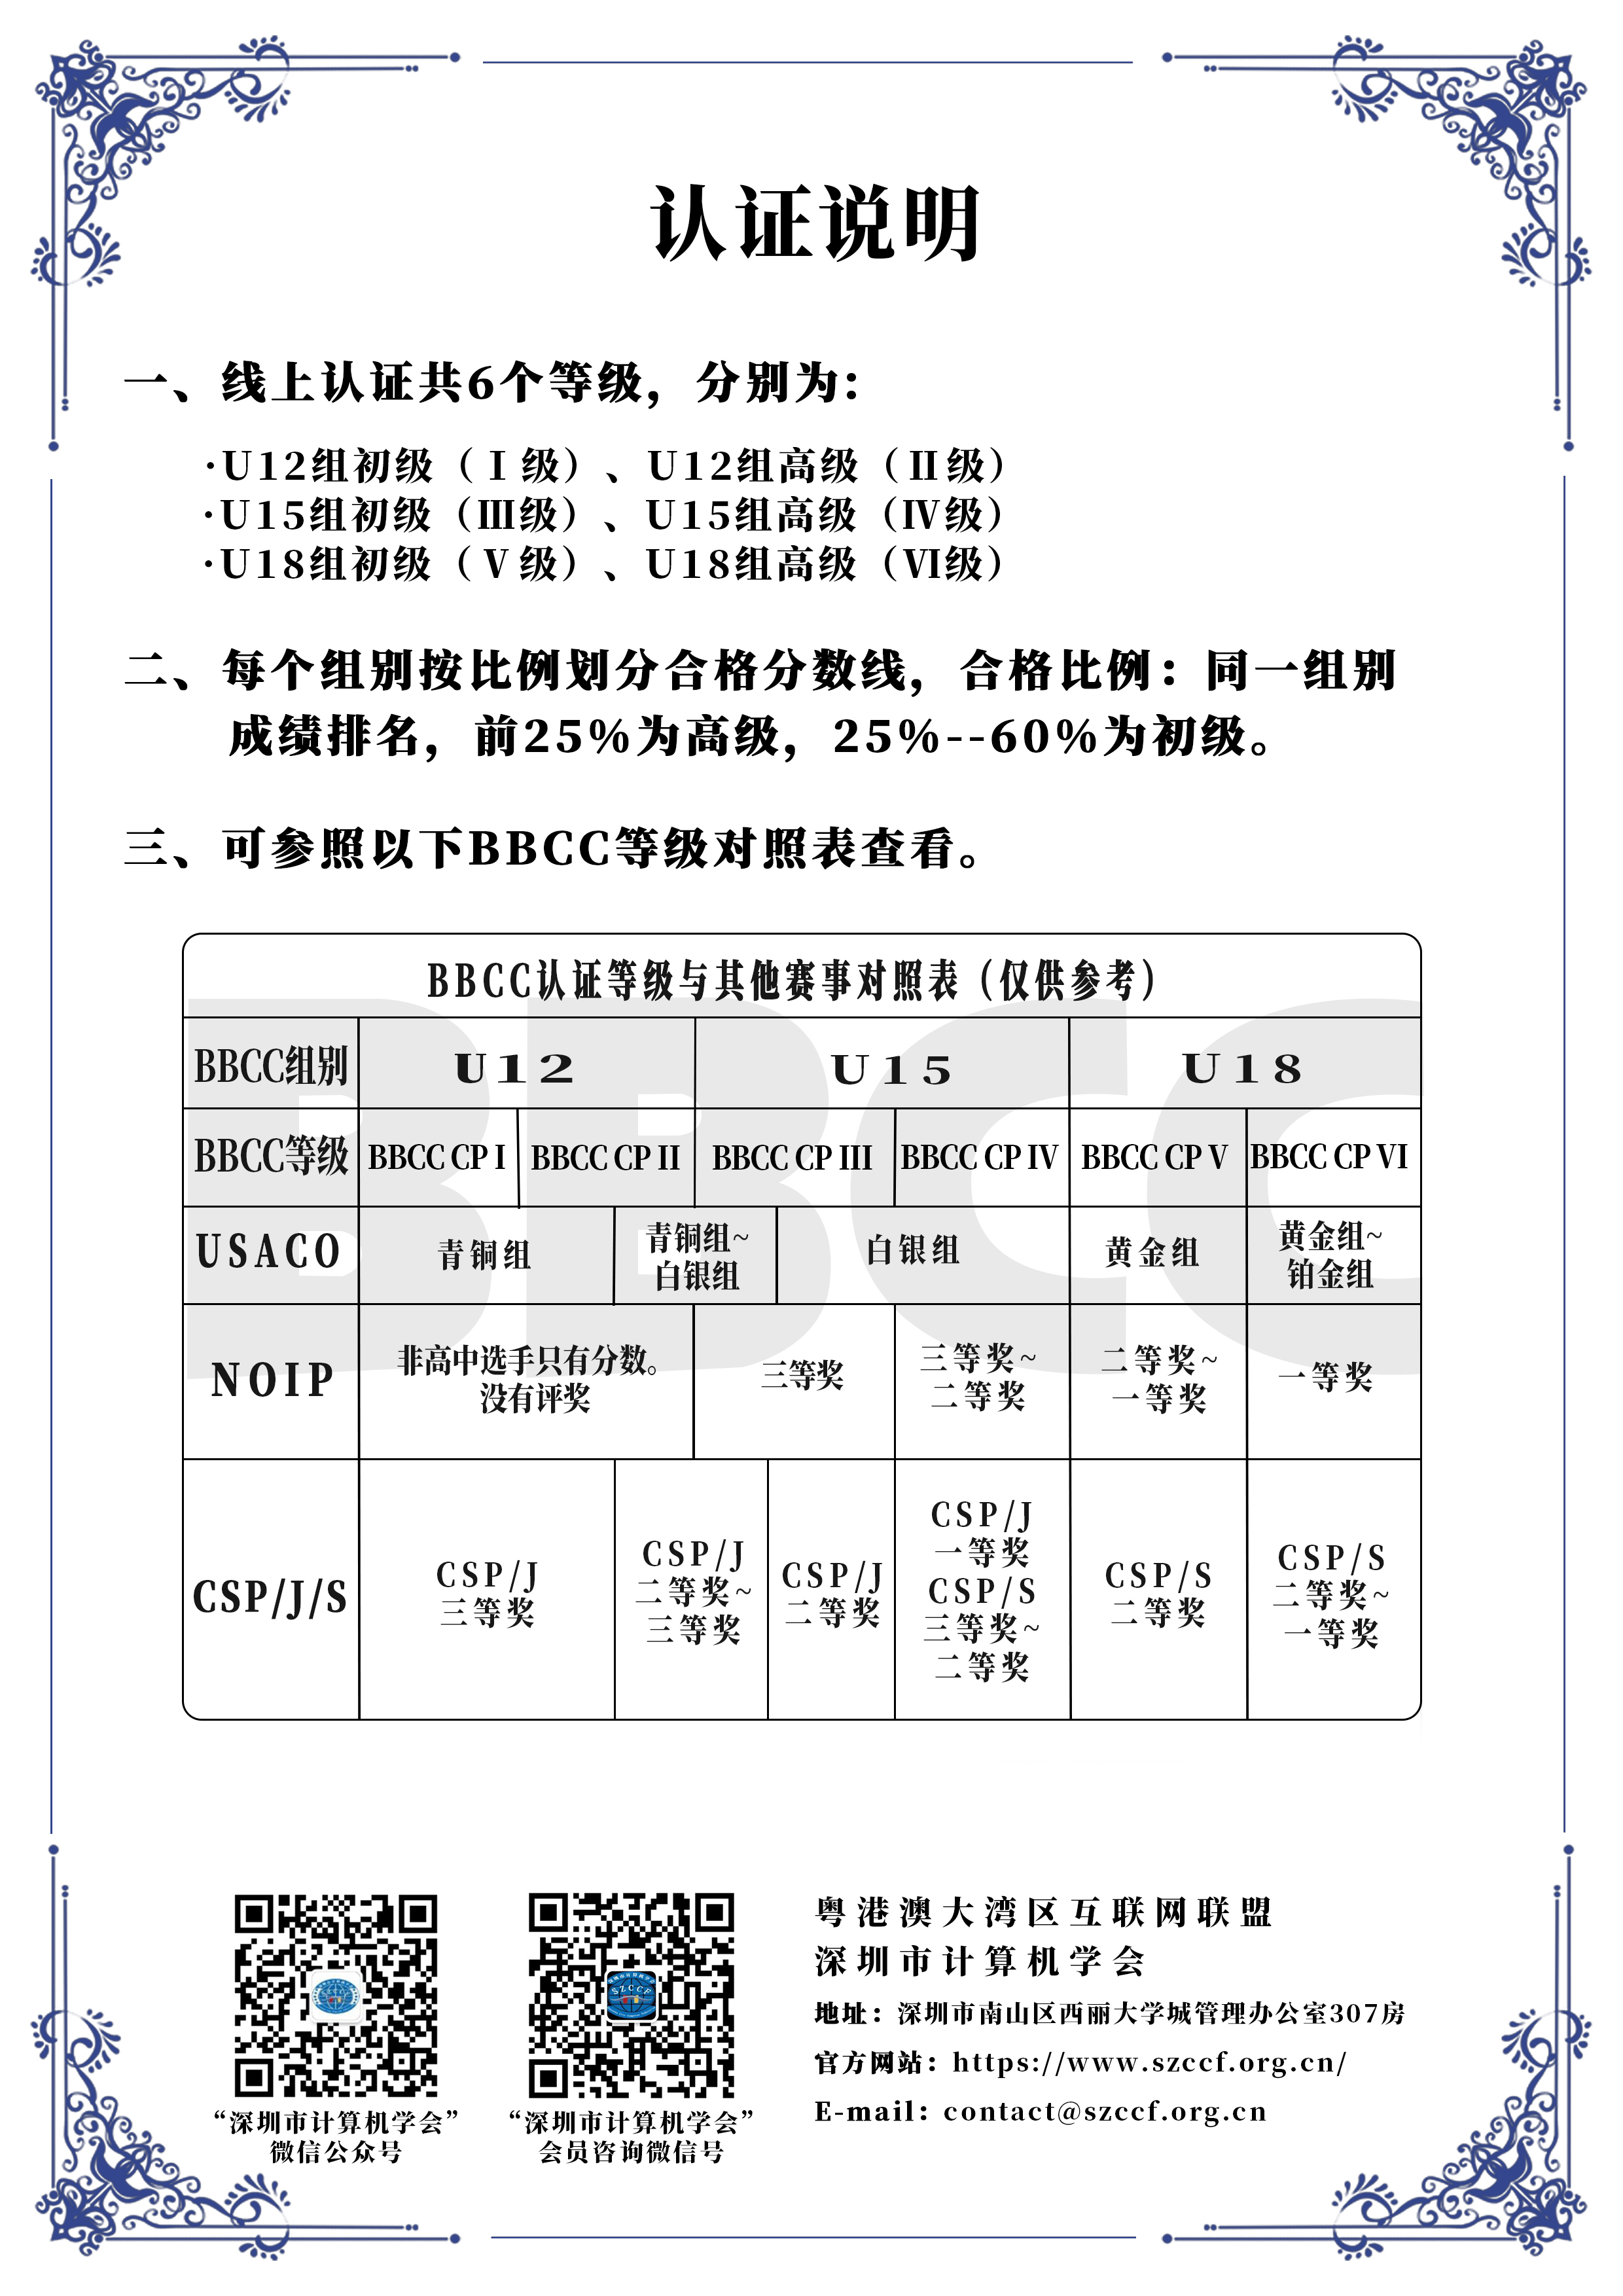 认证说明
一、线上认证共6个等级，分别为：
·U12组初级（Ⅰ级）、U12组高级（Ⅱ级）
·U15组初级（Ⅲ级）、U15组高级（Ⅳ级）
·U18组初级（Ⅴ级）、U18组高级（Ⅵ级）
二、每个组别按比例划分合格分数线，合格比例：同一组别
成绩排名，前25%为高级，25%--60%为初级。
三、可参照以下BBCC等级对照表查看。
BBCC认证等级与其他赛事对照表（仅供参考）
BBCC
BBCC组别 U12 U15 U18
BBCC等级 BBCC CP I BBCC CP II BBCC CP III BBCC CP IV BBCC CP V BBCC CP VI
USACO 青铜组 青铜组~ 白银组 白银组 黄金组 黄金组~ 铂金组
NOIP 非高中选手只有分数。 没有评奖 三等奖 三等奖~ 二等奖 二等奖~ 一等奖 一等奖
CSP/J/S
CSP/J
三等奖
CSP/J
二等奖~
三等奖
CSP/J
二等奖
CSP/J
一等奖
CSP/S
三等奖~
二等奖
CSP/S
二等奖
CSP/S
二等奖~
一等奖
SZCCF
“深圳市计算机学会”
微信公众号
“深圳市计算机学会”
会员咨询微信号
粤港澳大湾区互联网联盟
深圳市计算机学会
地址：深圳市南山区西丽大学城管理办公室307房
官方网站：https://www.szccf.org.cn/
E-mail：contact@szccf.org.cn